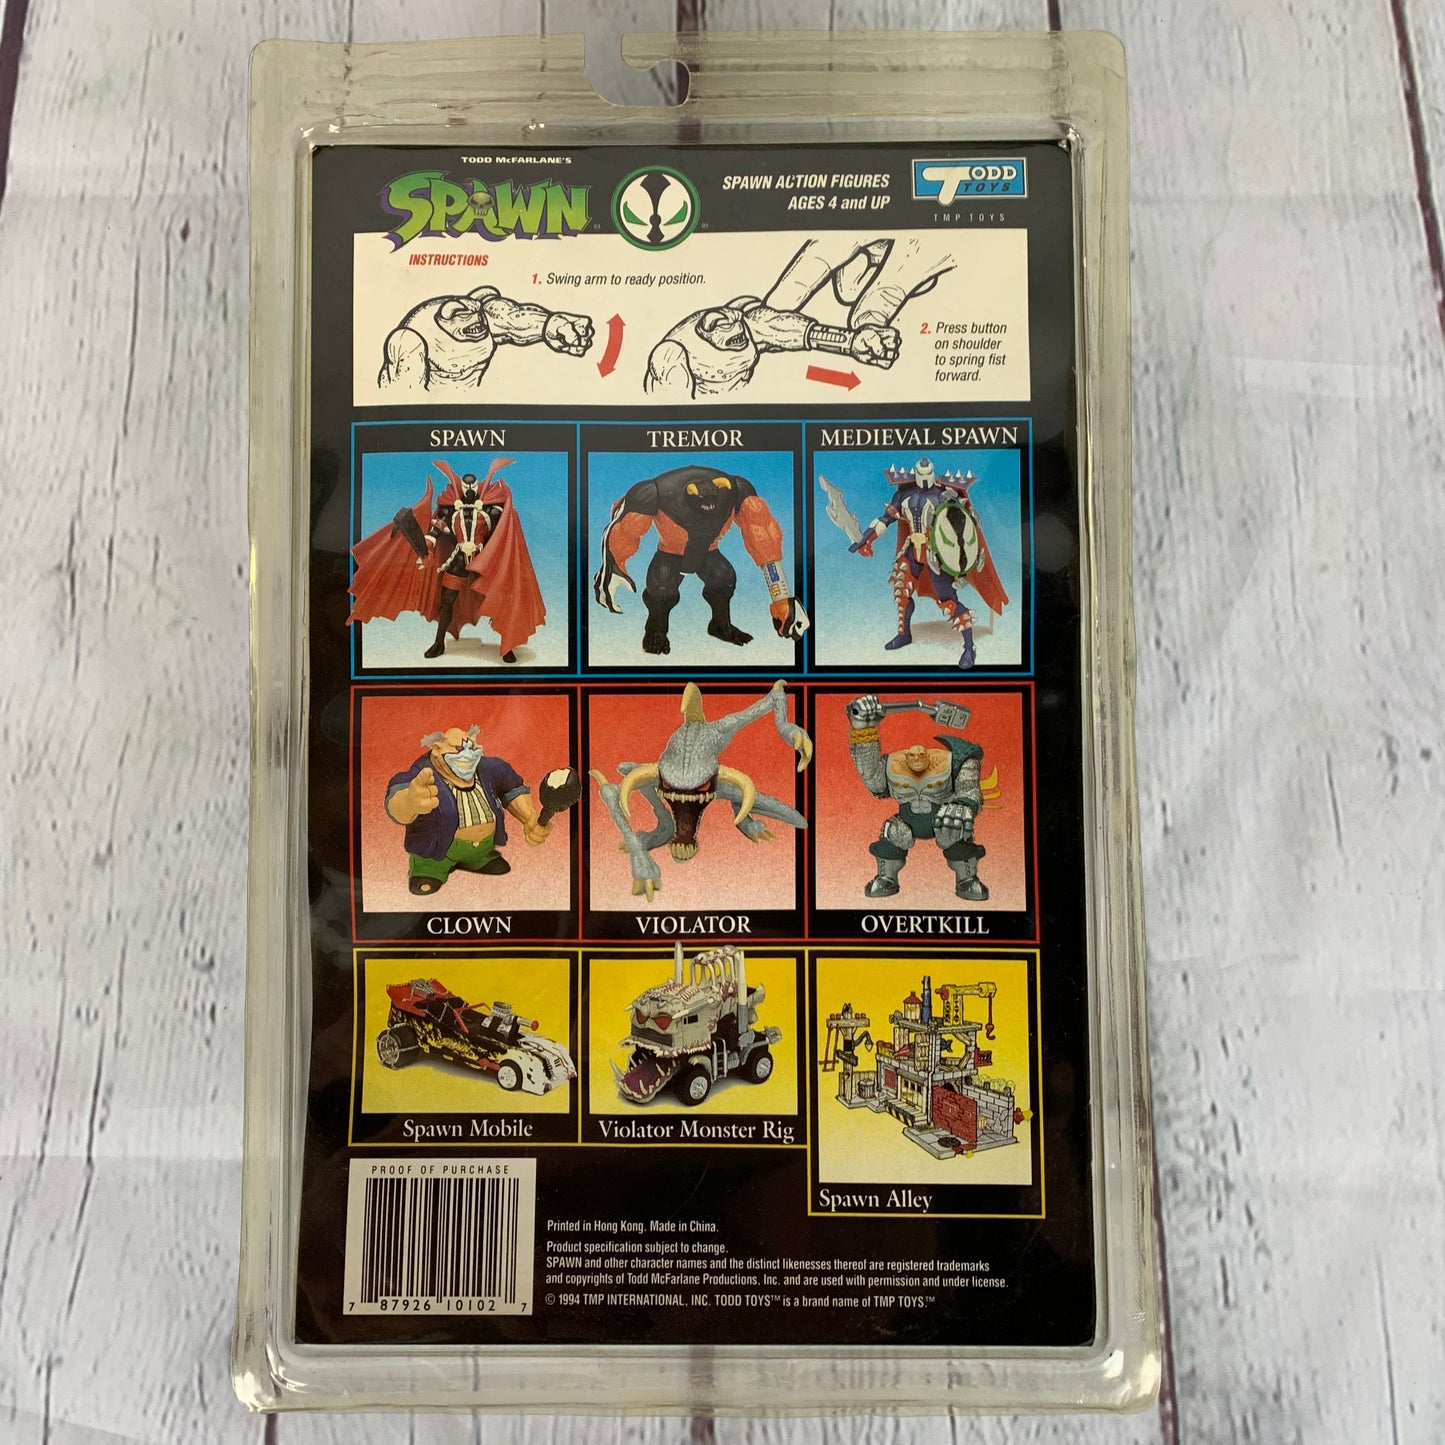 TODD McFARLANE'S
SPAWN
SPAWN ACTION FIGURES
AGES 4 and UP
TODD
TOYS
TMP TOYS
INSTRUCTIONS
1. Swing arm to ready position.
2. Press button
on shoulder
to spring fist
forward.
SPAWN
TREMOR
MEDIEVAL SPAWN
CLOWN
VIOLATOR
OVERTKILL
Spawn Mobile
Violator Monster Rig
Spawn Alley
PROOF OF PURCHASE
7 87926 10102 7
Printed in Hong Kong. Made in China.
Product specification subject to change.
SPAWN and other character names and the distinct likenesses thereof are registered trademarks
and copyrights of Todd McFarlane Productions, Inc. and are used with permission and under license.
© 1994 TMP INTERNATIONAL, INC. TODD TOYS™ is a brand name of TMP TOYS.™